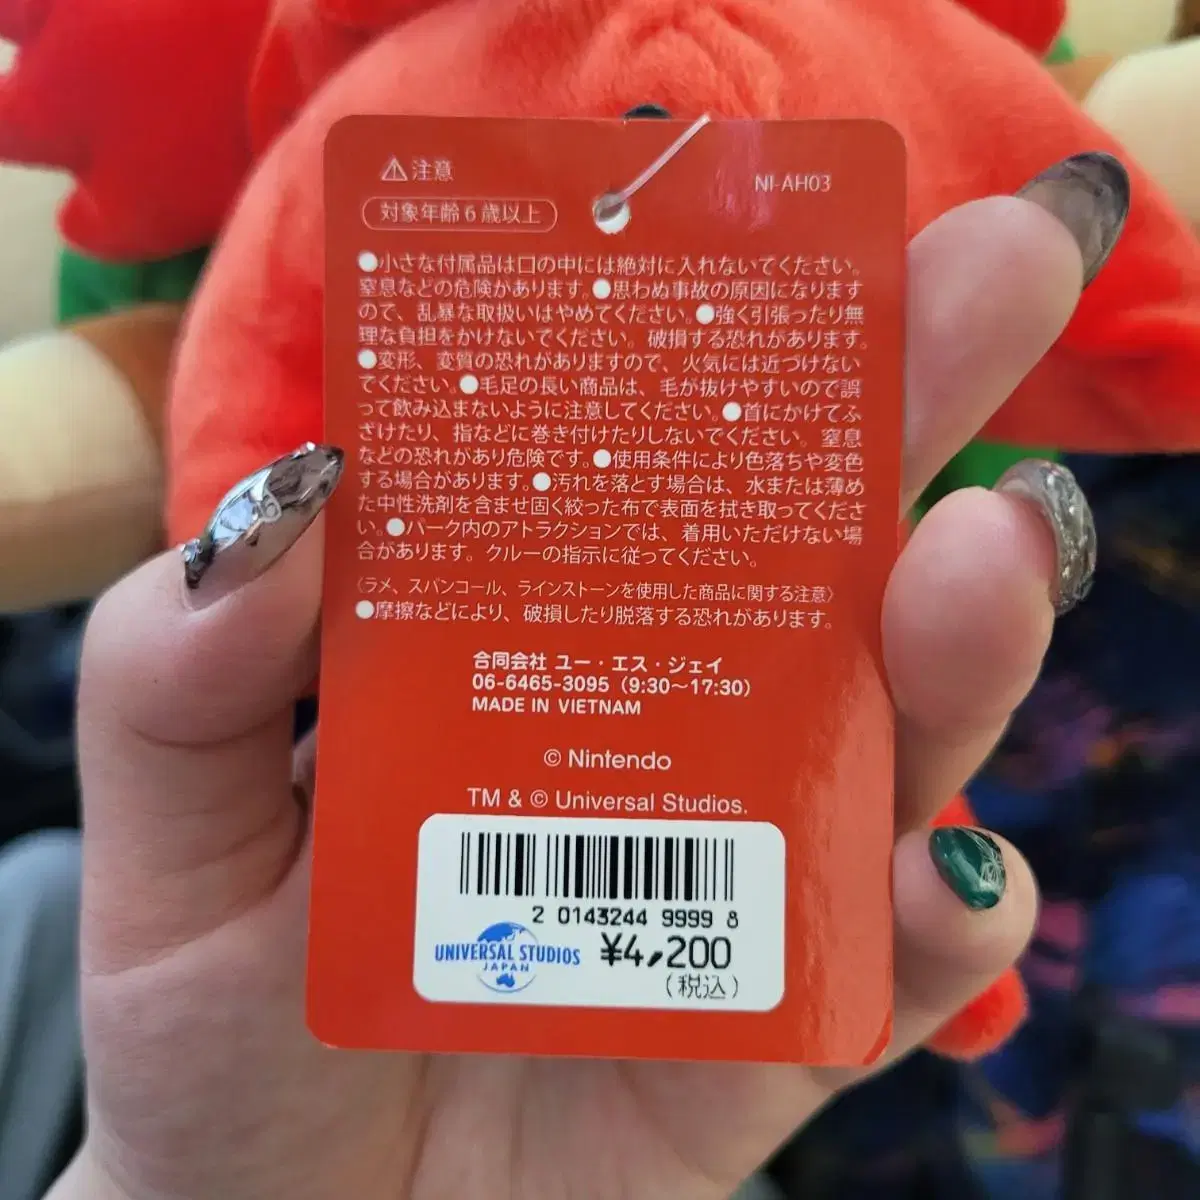 ⚠注意
NI-AH03
対象年齢6歳以上
●小さな付属品は口の中には絶対に入れないでください。
窒息などの危険があります。●思わぬ事故の原因になります
ので、乱暴な取扱いはやめてください。●強く引張ったり無
理な負担をかけないでください。破損する恐れがあります。
●変形、変質の恐れがありますので、火気には近づけない
でください。●毛足の長い商品は、毛が抜けやすいので誤
って飲み込まないように注意してください。●首にかけてふ
ざけたり、指などに巻き付けたりしないでください。窒息
などの恐れがあり危険です。●使用条件により色落ちや変色
する場合があります。●汚れを落とす場合は、水または薄め
た中性洗剤を含ませ固く絞った布で表面を拭き取ってくださ
い。●パーク内のアトラクションでは、着用いただけない場
合があります。クルーの指示に従ってください。
〈ラメ、スパンコール、ラインストーンを使用した商品に関する注意〉
●摩擦などにより、破損したり脱落する恐れがあります。
合同会社 ユー・エス・ジェイ
06-6465-3095（9:30～17:30）
MADE IN VIETNAM
© Nintendo
TM & © Universal Studios.
2 0143244 9999 8
UNIVERSAL STUDIOS
JAPAN
¥4,200
（税込）